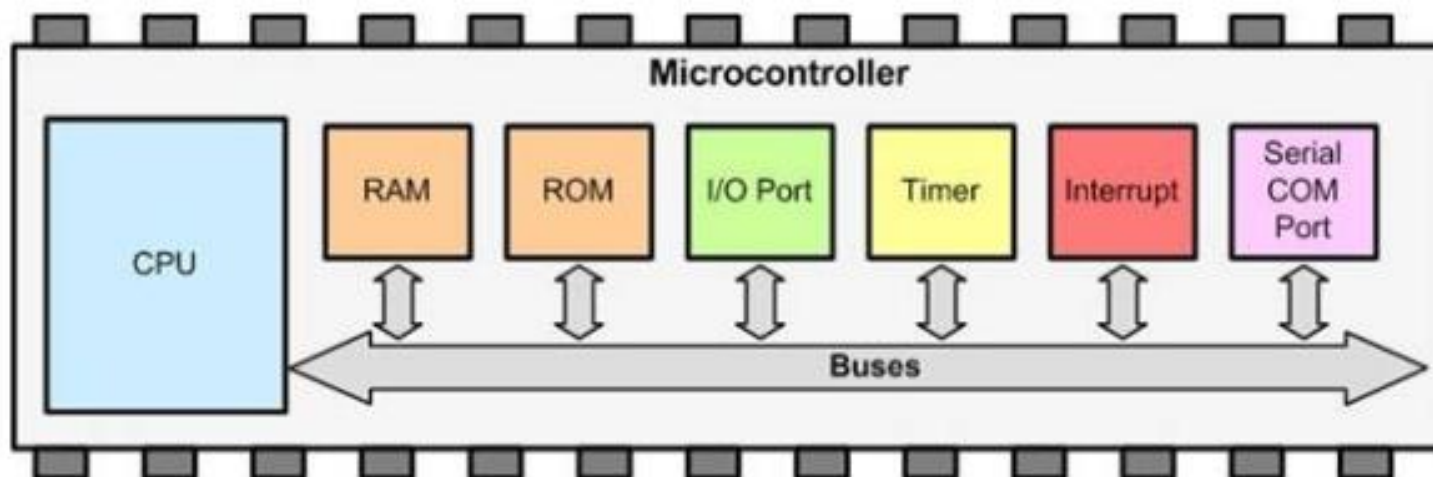 Microcontroller
CPU
RAM
ROM
I/O Port
Timer
Interrupt
Serial
COM
Port
Buses